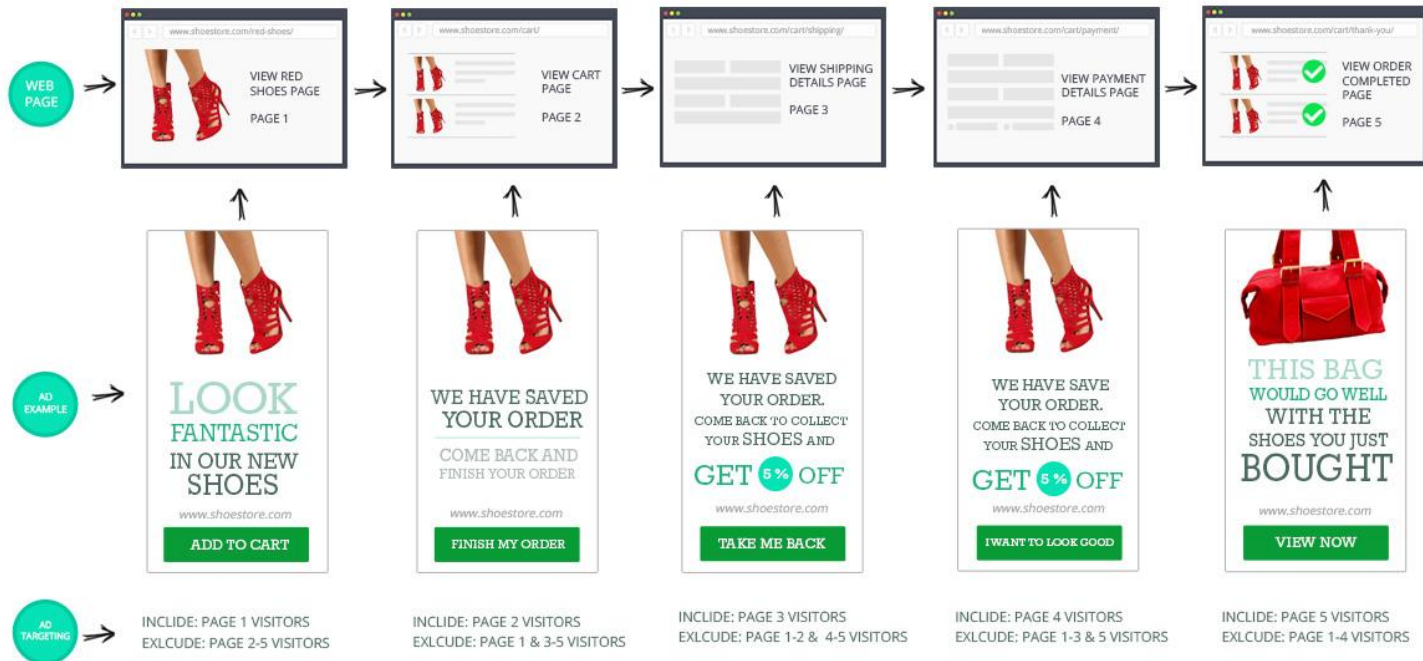 WEB
PAGE
www.shoestore.com/red-shoes/
VIEW RED
SHOES PAGE
PAGE 1
www.shoestore.com/cart/
VIEW CART
PAGE
PAGE 2
www.shoestore.com/cart/shipping/
VIEW SHIPPING
DETAILS PAGE
PAGE 3
www.shoestore.com/cart/payment/
VIEW PAYMENT
DETAILS PAGE
PAGE 4
www.shoestore.com/cart/thank-you/
VIEW ORDER
COMPLETED
PAGE
PAGE 5
AD
EXAMPLE
LOOK
FANTASTIC
IN OUR NEW
SHOES
www.shoestore.com
ADD TO CART
WE HAVE SAVED
YOUR ORDER
COME BACK AND
FINISH YOUR ORDER
www.shoestore.com
FINISH MY ORDER
WE HAVE SAVED
YOUR ORDER.
COME BACK TO COLLECT
YOUR SHOES AND
GET 5% OFF
www.shoestore.com
TAKE ME BACK
WE HAVE SAVE
YOUR ORDER.
COME BACK TO COLLECT
YOUR SHOES AND
GET 5% OFF
www.shoestore.com
I WANT TO LOOK GOOD
THIS BAG
WOULD GO WELL
WITH THE
SHOES YOU JUST
BOUGHT
www.shoestore.com
VIEW NOW
AD
TARGETING
INCLIDE: PAGE 1 VISITORS
EXLCUDE: PAGE 2-5 VISITORS
INCLIDE: PAGE 2 VISITORS
EXLCUDE: PAGE 1 & 3-5 VISITORS
INCLIDE: PAGE 3 VISITORS
EXLCUDE: PAGE 1-2 & 4-5 VISITORS
INCLIDE: PAGE 4 VISITORS
EXLCUDE: PAGE 1-3 & 5 VISITORS
INCLIDE: PAGE 5 VISITORS
EXLCUDE: PAGE 1-4 VISITORS